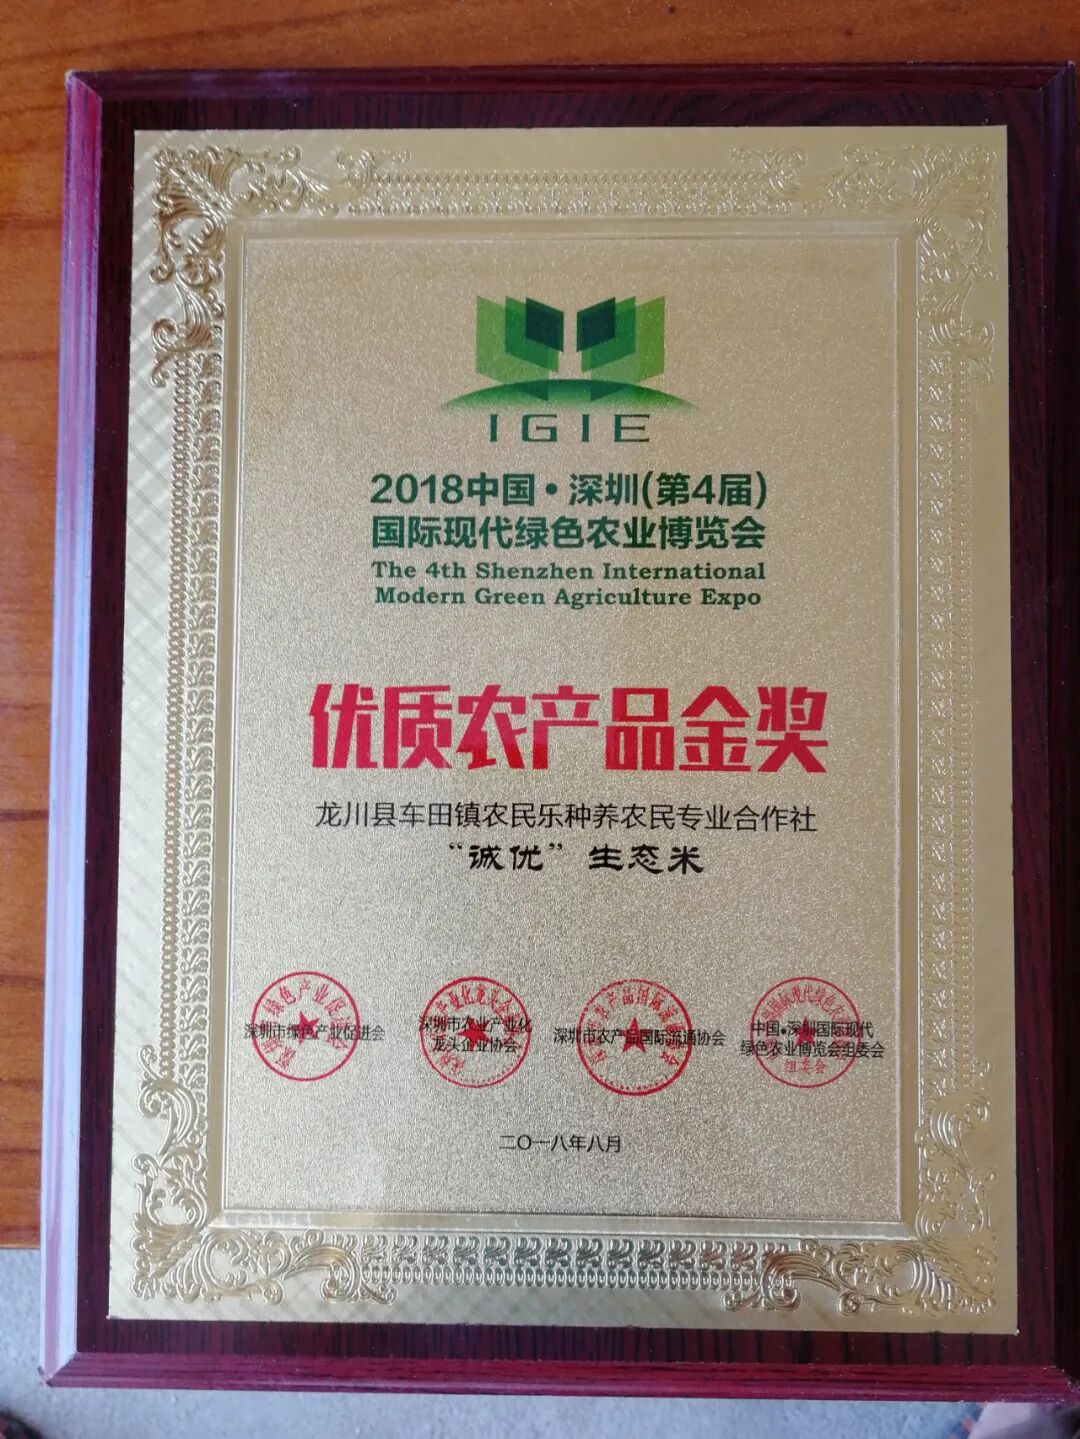 IGIE
2018中国·深圳(第4届)
国际现代绿色农业博览会
The 4th Shenzhen International
Modern Green Agriculture Expo
优质农产品金奖
龙川县车田镇农民乐种养农民专业合作社
“诚优”生态米
深圳市绿色产业促进会
深圳市农业产业化
龙头企业协会
深圳市农产品国际流通协会
中国·深圳国际现代
绿色农业博览会组委会
组委会
二〇一八年八月